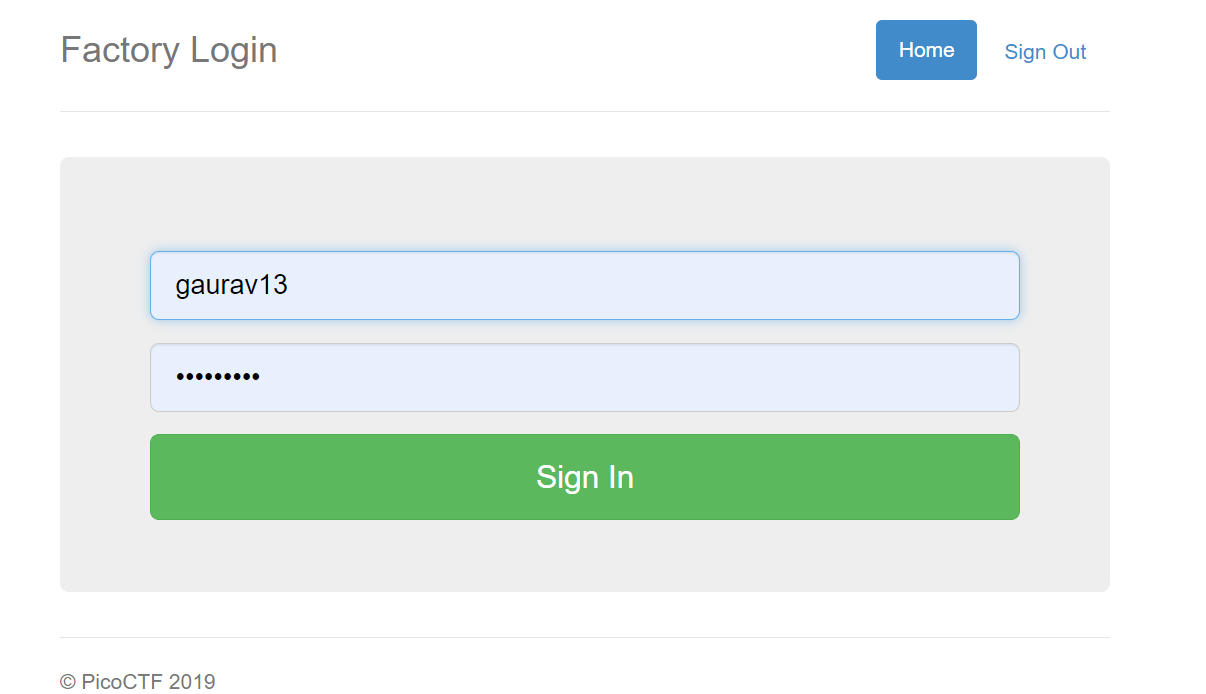 Factory Login
Home
Sign Out
gaurav13
•••••••••
Sign In
© PicoCTF 2019